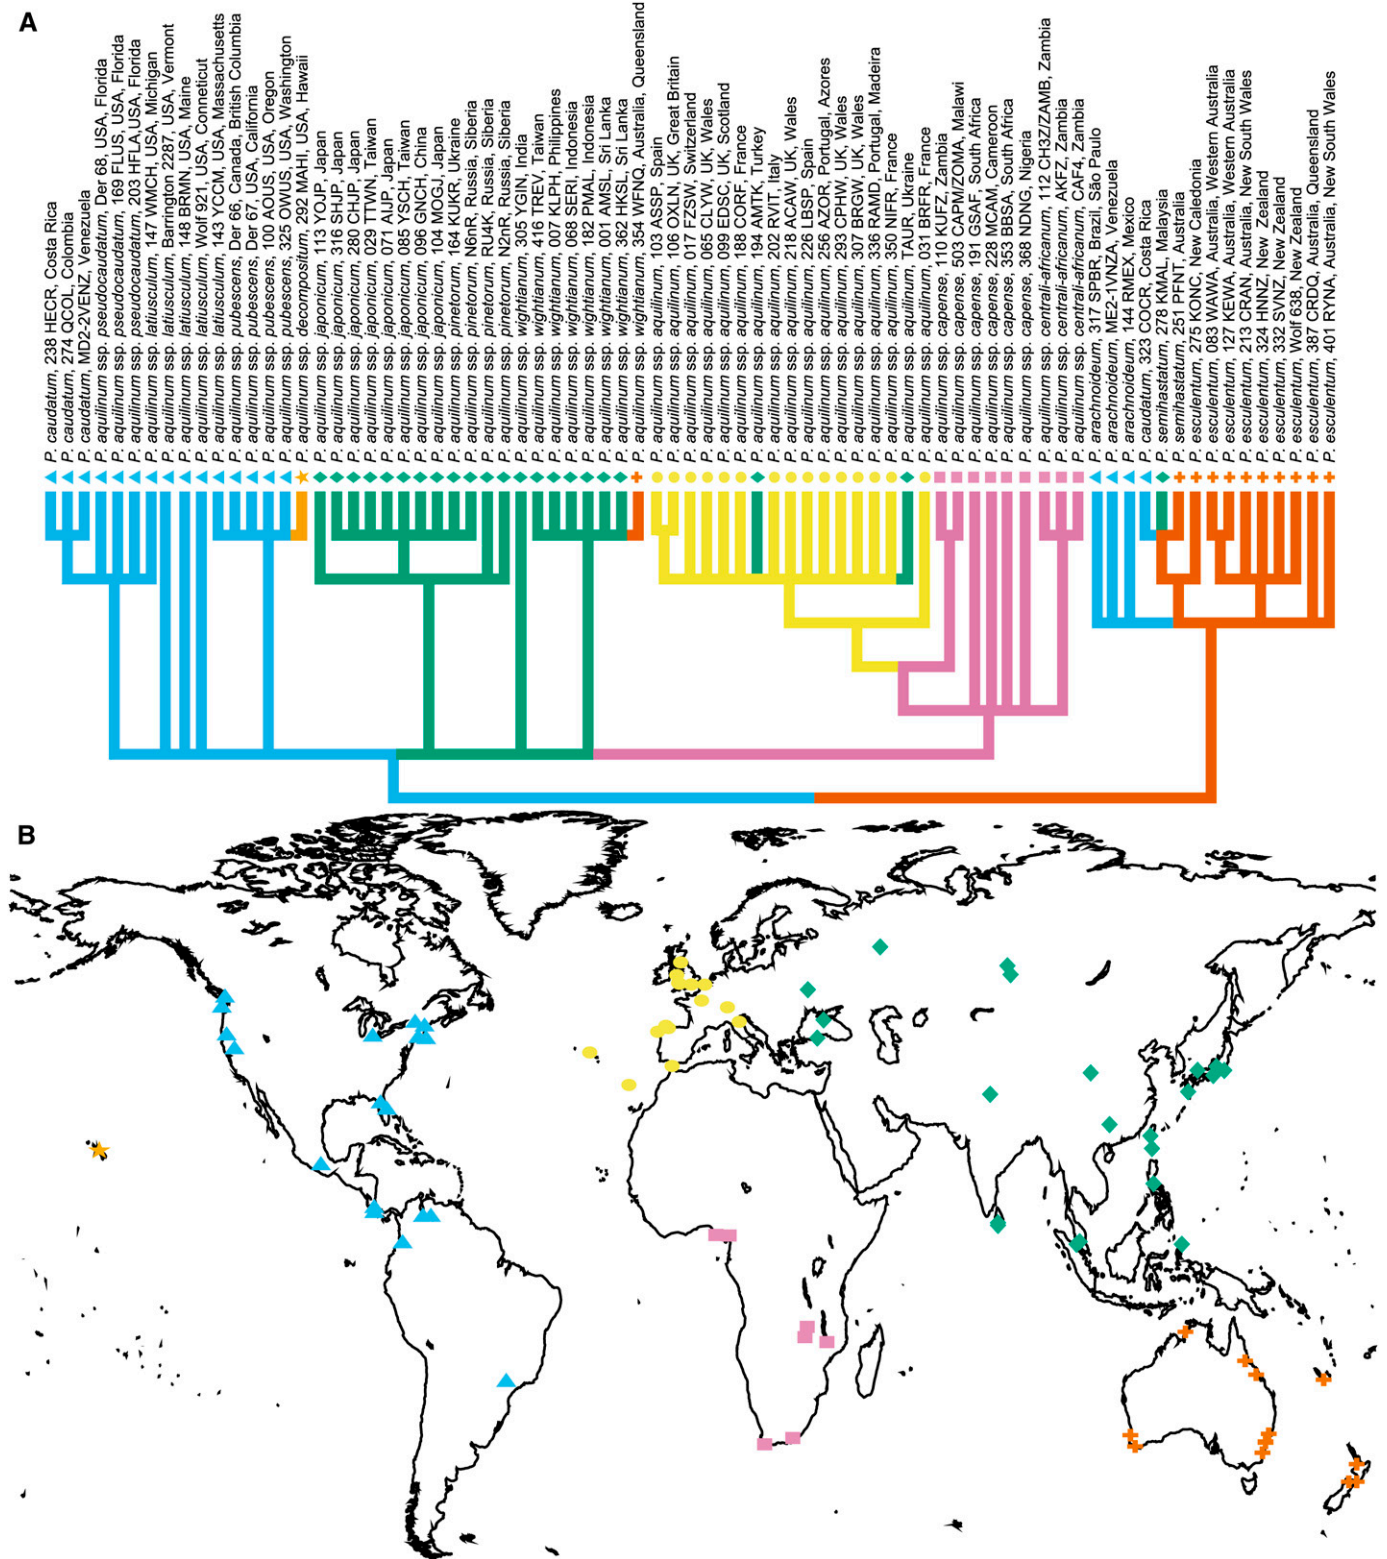 A
P. caudatum, 238 HECR, Costa Rica
P. caudatum, 274 QCOL, Colombia
P. caudatum, MD2-2VENZ, Venezuela
P. aquilinum ssp. pseudocaudatum, Der 68, USA, Florida
P. aquilinum ssp. pseudocaudatum, 169 FLUS, USA, Florida
P. aquilinum ssp. pseudocaudatum, 203 HFLA,USA, Florida
P. aquilinum ssp. latiusculum, 147 WMCH, USA, Michigan
P. aquilinum ssp. latiusculum, Barrington 2287, USA, Vermont
P. aquilinum ssp. latiusculum, 148 BRMN, USA, Maine
P. aquilinum ssp. latiusculum, Wolf 921, USA, Conneticut
P. aquilinum ssp. latiusculum, 143 YCCM, USA, Massachusetts
P. aquilinum ssp. pubescens, Der 66, Canada, British Columbia
P. aquilinum ssp. pubescens, Der 67, USA, California
P. aquilinum ssp. pubescens, 100 AOUS, USA, Oregon
P. aquilinum ssp. pubescens, 325 OWUS, USA, Washington
P. aquilinum ssp. decompositum, 292 MAHI, USA, Hawaii
P. aquilinum ssp. japonicum, 113 YOJP, Japan
P. aquilinum ssp. japonicum, 316 SHJP, Japan
P. aquilinum ssp. japonicum, 280 CHJP, Japan
P. aquilinum ssp. japonicum, 029 TTWN, Taiwan
P. aquilinum ssp. japonicum, 071 AIJP, Japan
P. aquilinum ssp. japonicum, 085 YSCH, Taiwan
P. aquilinum ssp. japonicum, 096 GNCH, China
P. aquilinum ssp. japonicum, 104 MOGJ, Japan
P. aquilinum ssp. pinetorum, 164 KUKR, Ukraine
P. aquilinum ssp. pinetorum, N6nR, Russia, Siberia
P. aquilinum ssp. pinetorum, RU4K, Russia, Siberia
P. aquilinum ssp. pinetorum, N2nR, Russia, Siberia
P. aquilinum ssp. wightianum, 305 YGIN, India
P. aquilinum ssp. wightianum, 416 TREV, Taiwan
P. aquilinum ssp. wightianum, 007 KLPH, Philippines
P. aquilinum ssp. wightianum, 068 SERI, Indonesia
P. aquilinum ssp. wightianum, 182 PMAL, Indonesia
P. aquilinum ssp. wightianum, 001 AMSL, Sri Lanka
P. aquilinum ssp. wightianum, 362 HKSL, Sri Lanka
P. aquilinum ssp. wightianum, 354 WFNQ, Australia, Queensland
P. aquilinum ssp. aquilinum, 103 ASSP, Spain
P. aquilinum ssp. aquilinum, 106 OXLN, UK, Great Britain
P. aquilinum ssp. aquilinum, 017 FZSW, Switzerland
P. aquilinum ssp. aquilinum, 065 CLYW, UK, Wales
P. aquilinum ssp. aquilinum, 099 EDSC, UK, Scotland
P. aquilinum ssp. aquilinum, 188 CORF, France
P. aquilinum ssp. aquilinum, 194 AMTK, Turkey
P. aquilinum ssp. aquilinum, 202 RVIT, Italy
P. aquilinum ssp. aquilinum, 218 ACAW, UK, Wales
P. aquilinum ssp. aquilinum, 226 LBSP, Spain
P. aquilinum ssp. aquilinum, 256 AZOR, Portugal, Azores
P. aquilinum ssp. aquilinum, 293 CPHW, UK, Wales
P. aquilinum ssp. aquilinum, 307 BRGW, UK, Wales
P. aquilinum ssp. aquilinum, 336 RAMD, Portugal, Madeira
P. aquilinum ssp. aquilinum, 350 NIFR, France
P. aquilinum ssp. aquilinum, TAUR, Ukraine
P. aquilinum ssp. aquilinum, 031 BRFR, France
P. aquilinum ssp. capense, 110 KUFZ, Zambia
P. aquilinum ssp. capense, 503 CAPM/ZOMA, Malawi
P. aquilinum ssp. capense, 191 GSAF, South Africa
P. aquilinum ssp. capense, 228 MCAM, Cameroon
P. aquilinum ssp. capense, 353 BBSA, South Africa
P. aquilinum ssp. capense, 368 NDNG, Nigeria
P. aquilinum ssp. centrali-africanum, 112 CH3Z/ZAMB, Zambia
P. aquilinum ssp. centrali-africanum, AKFZ, Zambia
P. aquilinum ssp. centrali-africanum, CAF4, Zambia
P. arachnoideum, 317 SPBR, Brazil, São Paulo
P. arachnoideum, ME2-1VNZA, Venezuela
P. arachnoideum, 144 RMEX, Mexico
P. caudatum, 323 COCR, Costa Rica
P. semihastatum, 278 KMAL, Malaysia
P. semihastatum, 251 PFNT, Australia
P. esculentum, 275 KONC, New Caledonia
P. esculentum, 083 WAWA, Australia, Western Australia
P. esculentum, 127 KEWA, Australia, Western Australia
P. esculentum, 213 CRAN, Australia, New South Wales
P. esculentum, 324 HNNZ, New Zealand
P. esculentum, 332 SVNZ, New Zealand
P. esculentum, Wolf 638, New Zealand
P. esculentum, 387 CRDQ, Australia, Queensland
P. esculentum, 401 RYNA, Australia, New South Wales
B